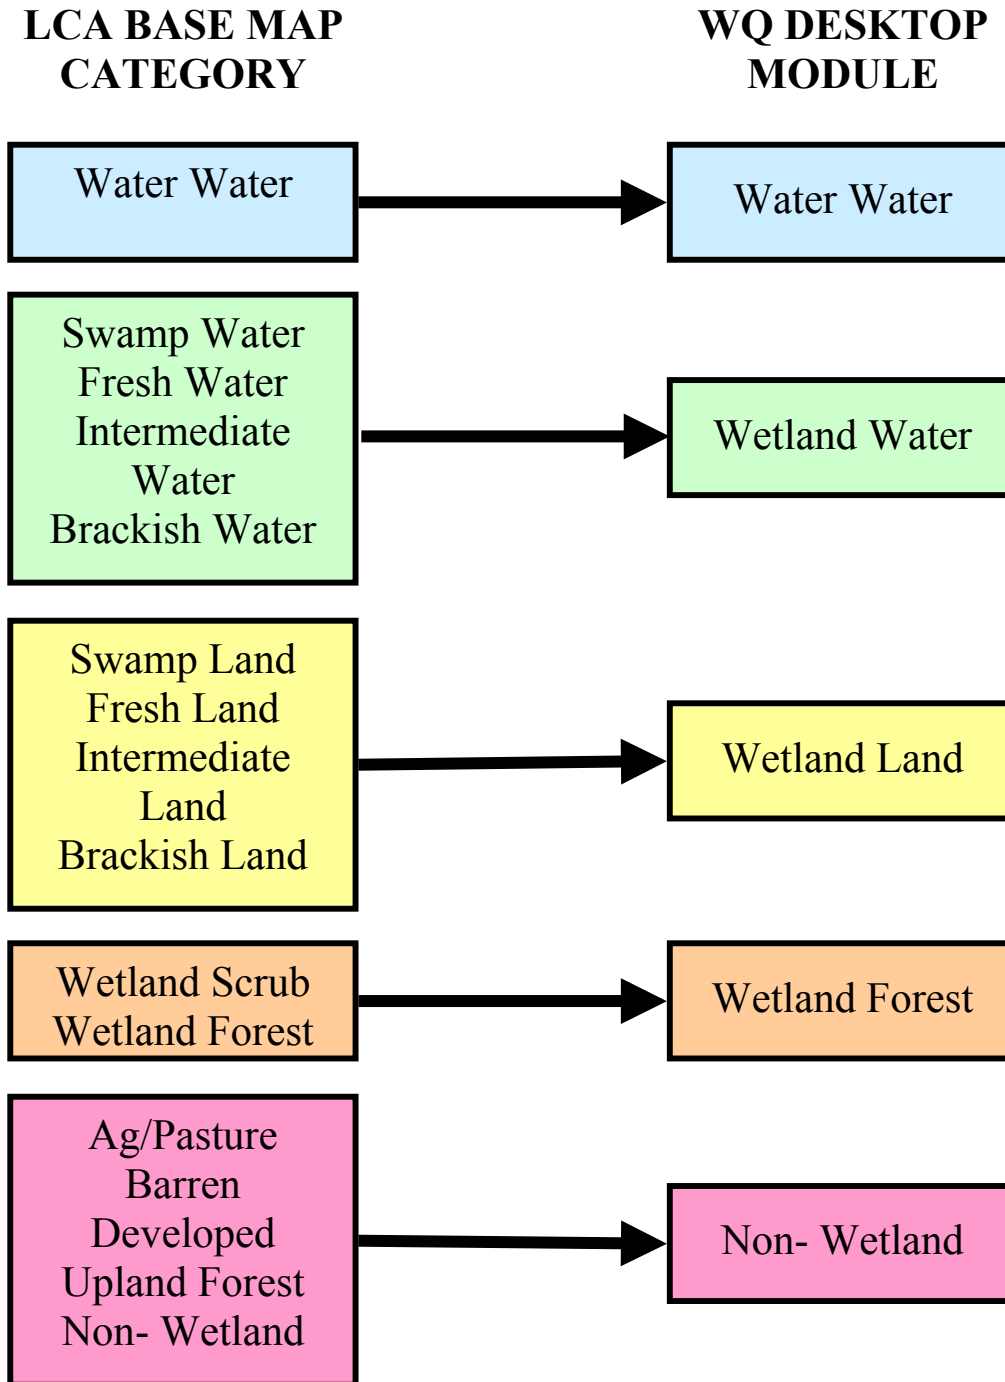 LCA BASE MAP
CATEGORY
WQ DESKTOP
MODULE
Water Water
Water Water
Swamp Water
Fresh Water
Intermediate
Water
Brackish Water
Wetland Water
Swamp Land
Fresh Land
Intermediate
Land
Brackish Land
Wetland Land
Wetland Scrub
Wetland Forest
Wetland Forest
Ag/Pasture
Barren
Developed
Upland Forest
Non- Wetland
Non- Wetland